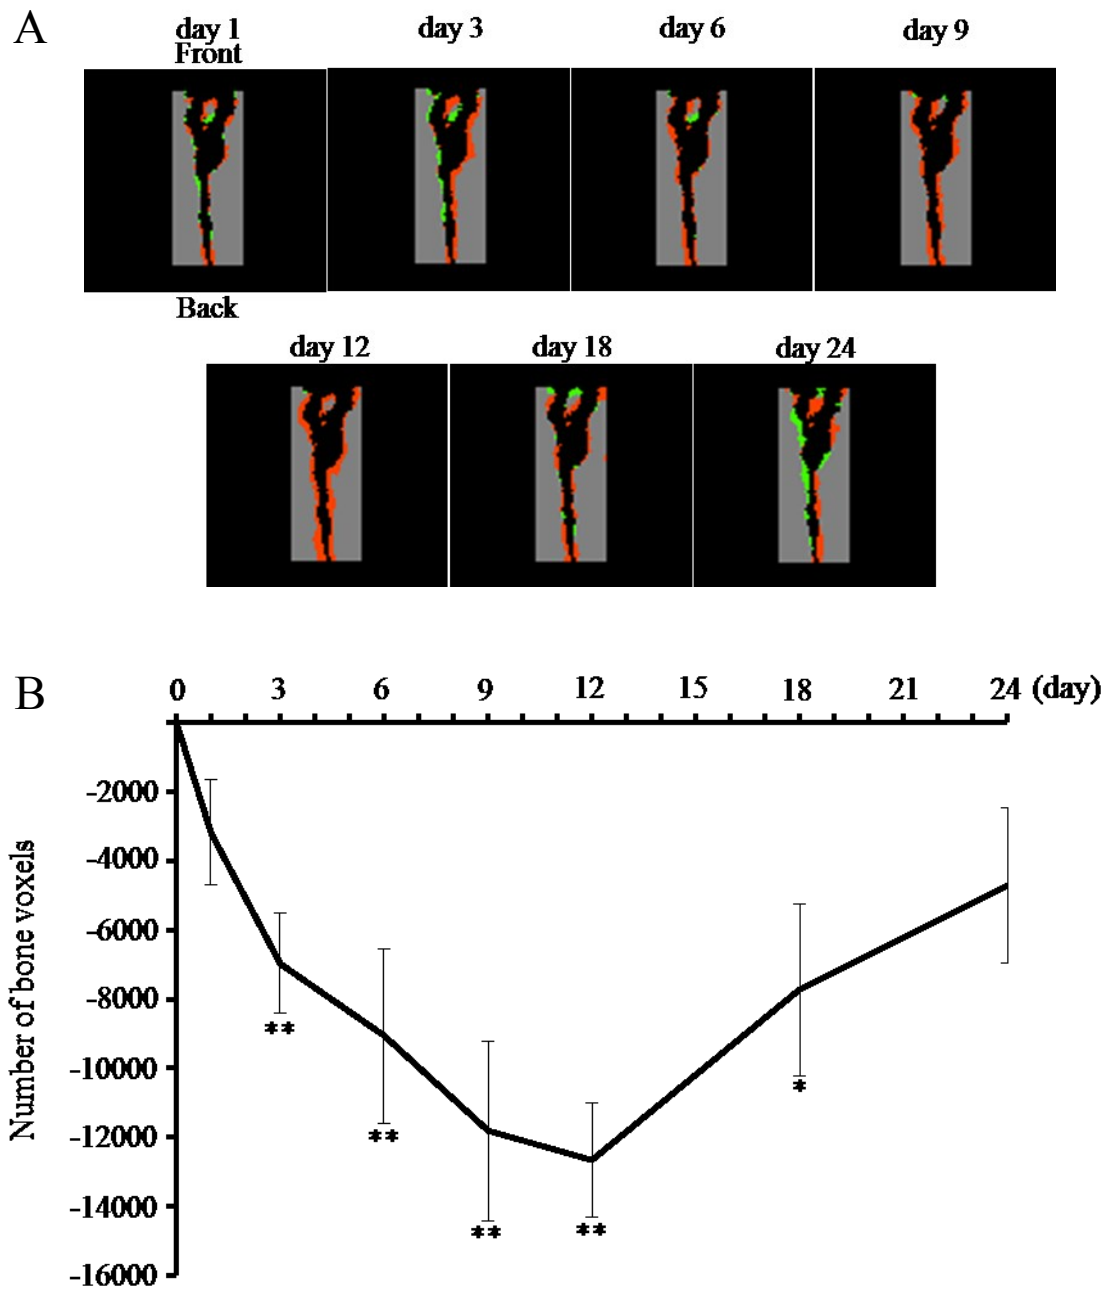 A
day 1
Front
day 3
day 6
day 9
Back
day 12
day 18
day 24
B
0 3 6 9 12 15 18 21 24 (day)
-2000
-4000
-6000
-8000
-10000
-12000
-14000
-16000
Number of bone voxels
**
**
**
**
*